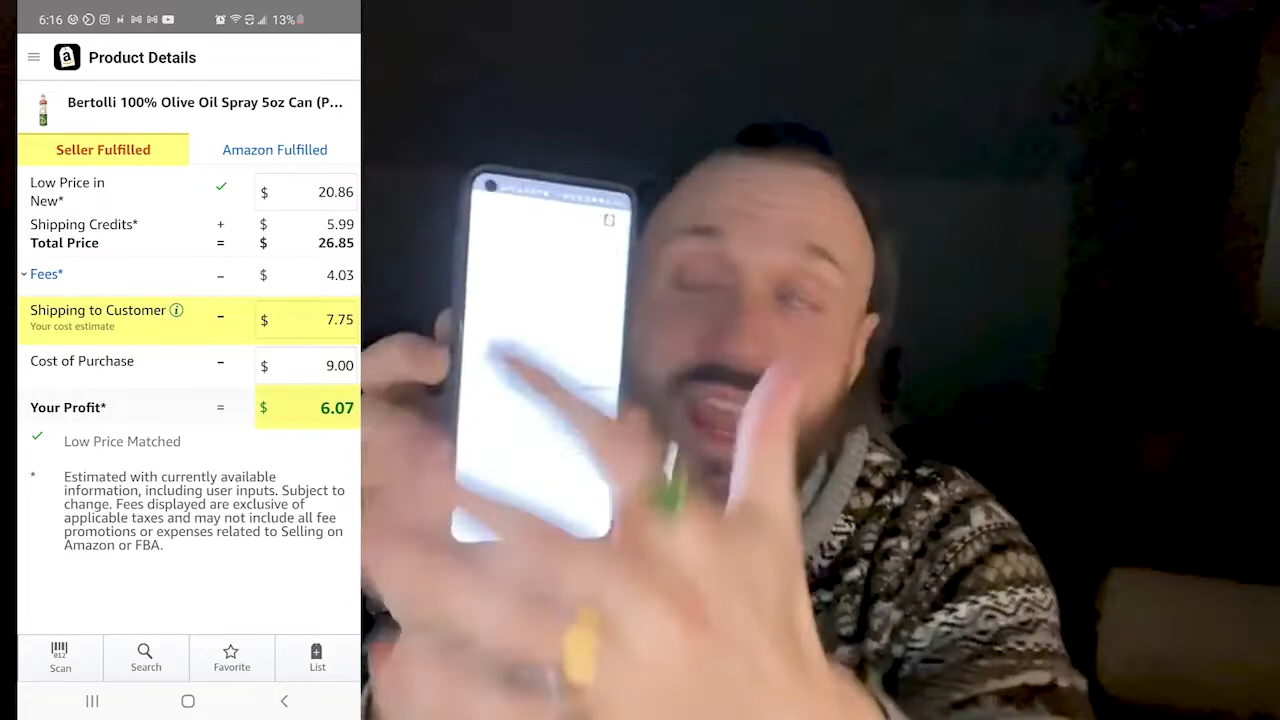 6:16 13%
Product Details
Bertolli 100% Olive Oil Spray 5oz Can (P...
Seller Fulfilled Amazon Fulfilled
Low Price in
New*
$ 20.86
Shipping Credits* + $ 5.99
Total Price = $ 26.85
Fees* - $ 4.03
Shipping to Customer i - $ 7.75
Your cost estimate
Cost of Purchase - $ 9.00
Your Profit* = $ 6.07
Low Price Matched
* Estimated with currently available
information, including user inputs. Subject to
change. Fees displayed are exclusive of
applicable taxes and may not include all fee
promotions or expenses related to Selling on
Amazon or FBA.
Scan Search Favorite List